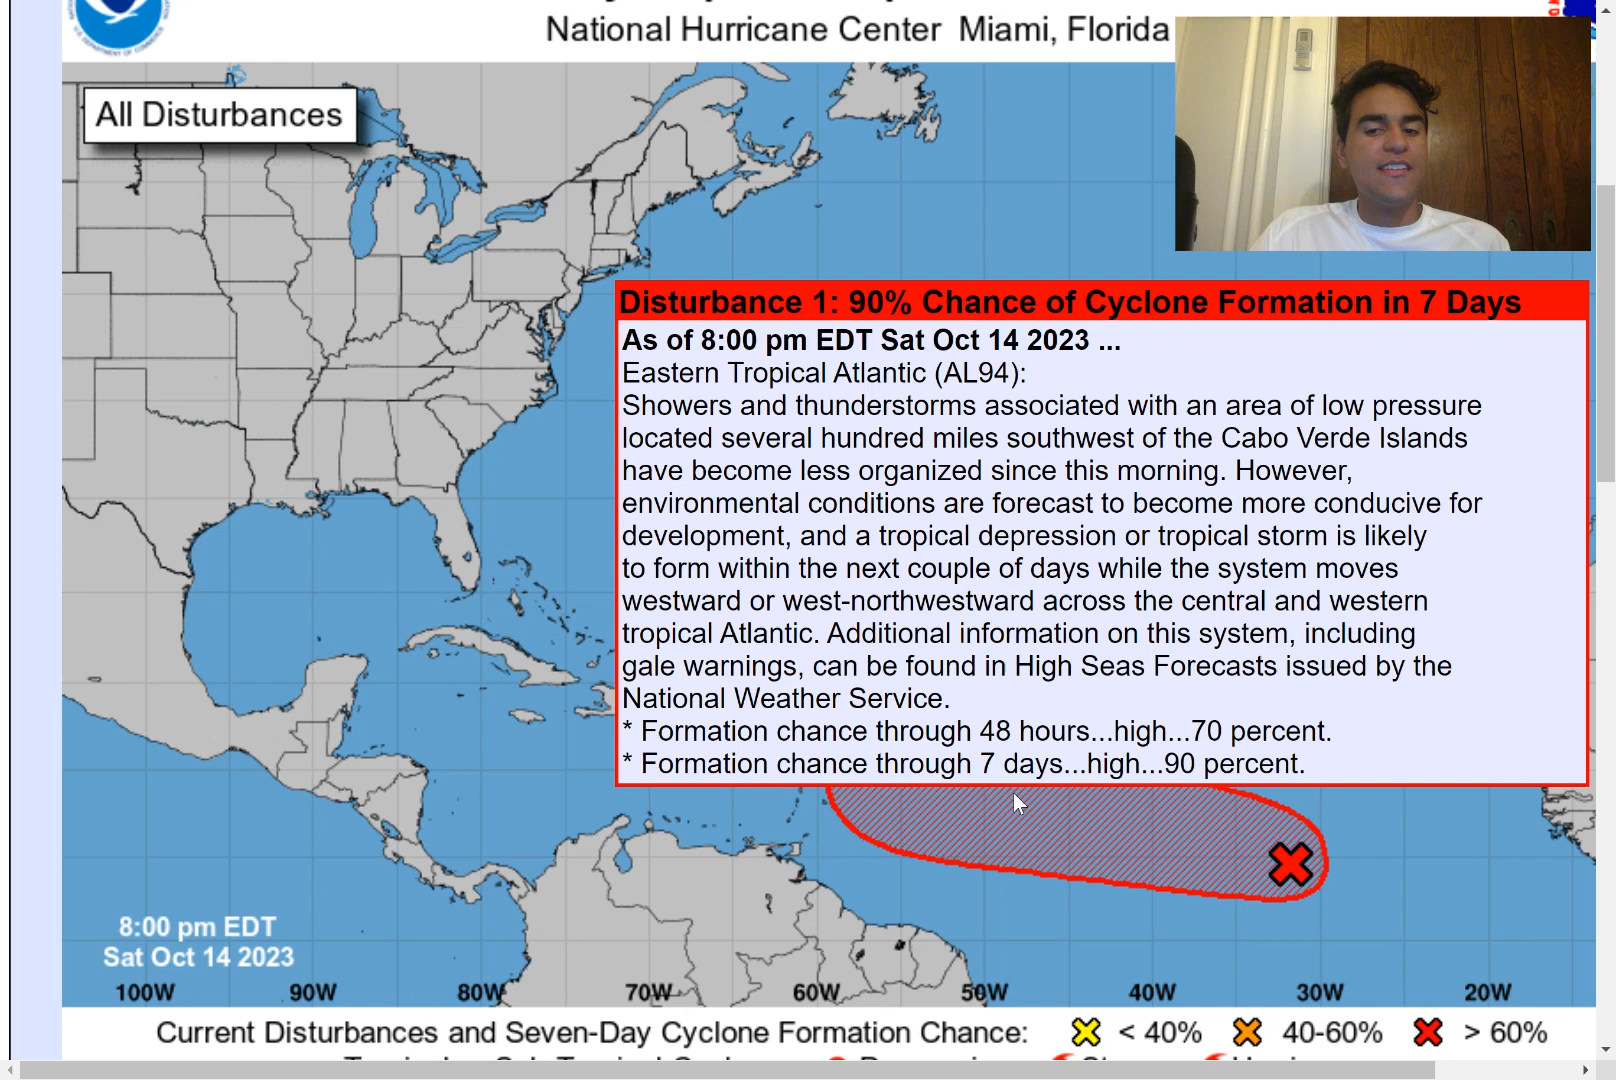 National Hurricane Center Miami, Florida
All Disturbances
Disturbance 1: 90% Chance of Cyclone Formation in 7 Days
As of 8:00 pm EDT Sat Oct 14 2023 ...
Eastern Tropical Atlantic (AL94):
Showers and thunderstorms associated with an area of low pressure
located several hundred miles southwest of the Cabo Verde Islands
have become less organized since this morning. However,
environmental conditions are forecast to become more conducive for
development, and a tropical depression or tropical storm is likely
to form within the next couple of days while the system moves
westward or west-northwestward across the central and western
tropical Atlantic. Additional information on this system, including
gale warnings, can be found in High Seas Forecasts issued by the
National Weather Service.
* Formation chance through 48 hours...high...70 percent.
* Formation chance through 7 days...high...90 percent.
8:00 pm EDT
Sat Oct 14 2023
100W 90W 80W 70W 60W 50W 40W 30W 20W
Current Disturbances and Seven-Day Cyclone Formation Chance: < 40% 40-60% > 60%